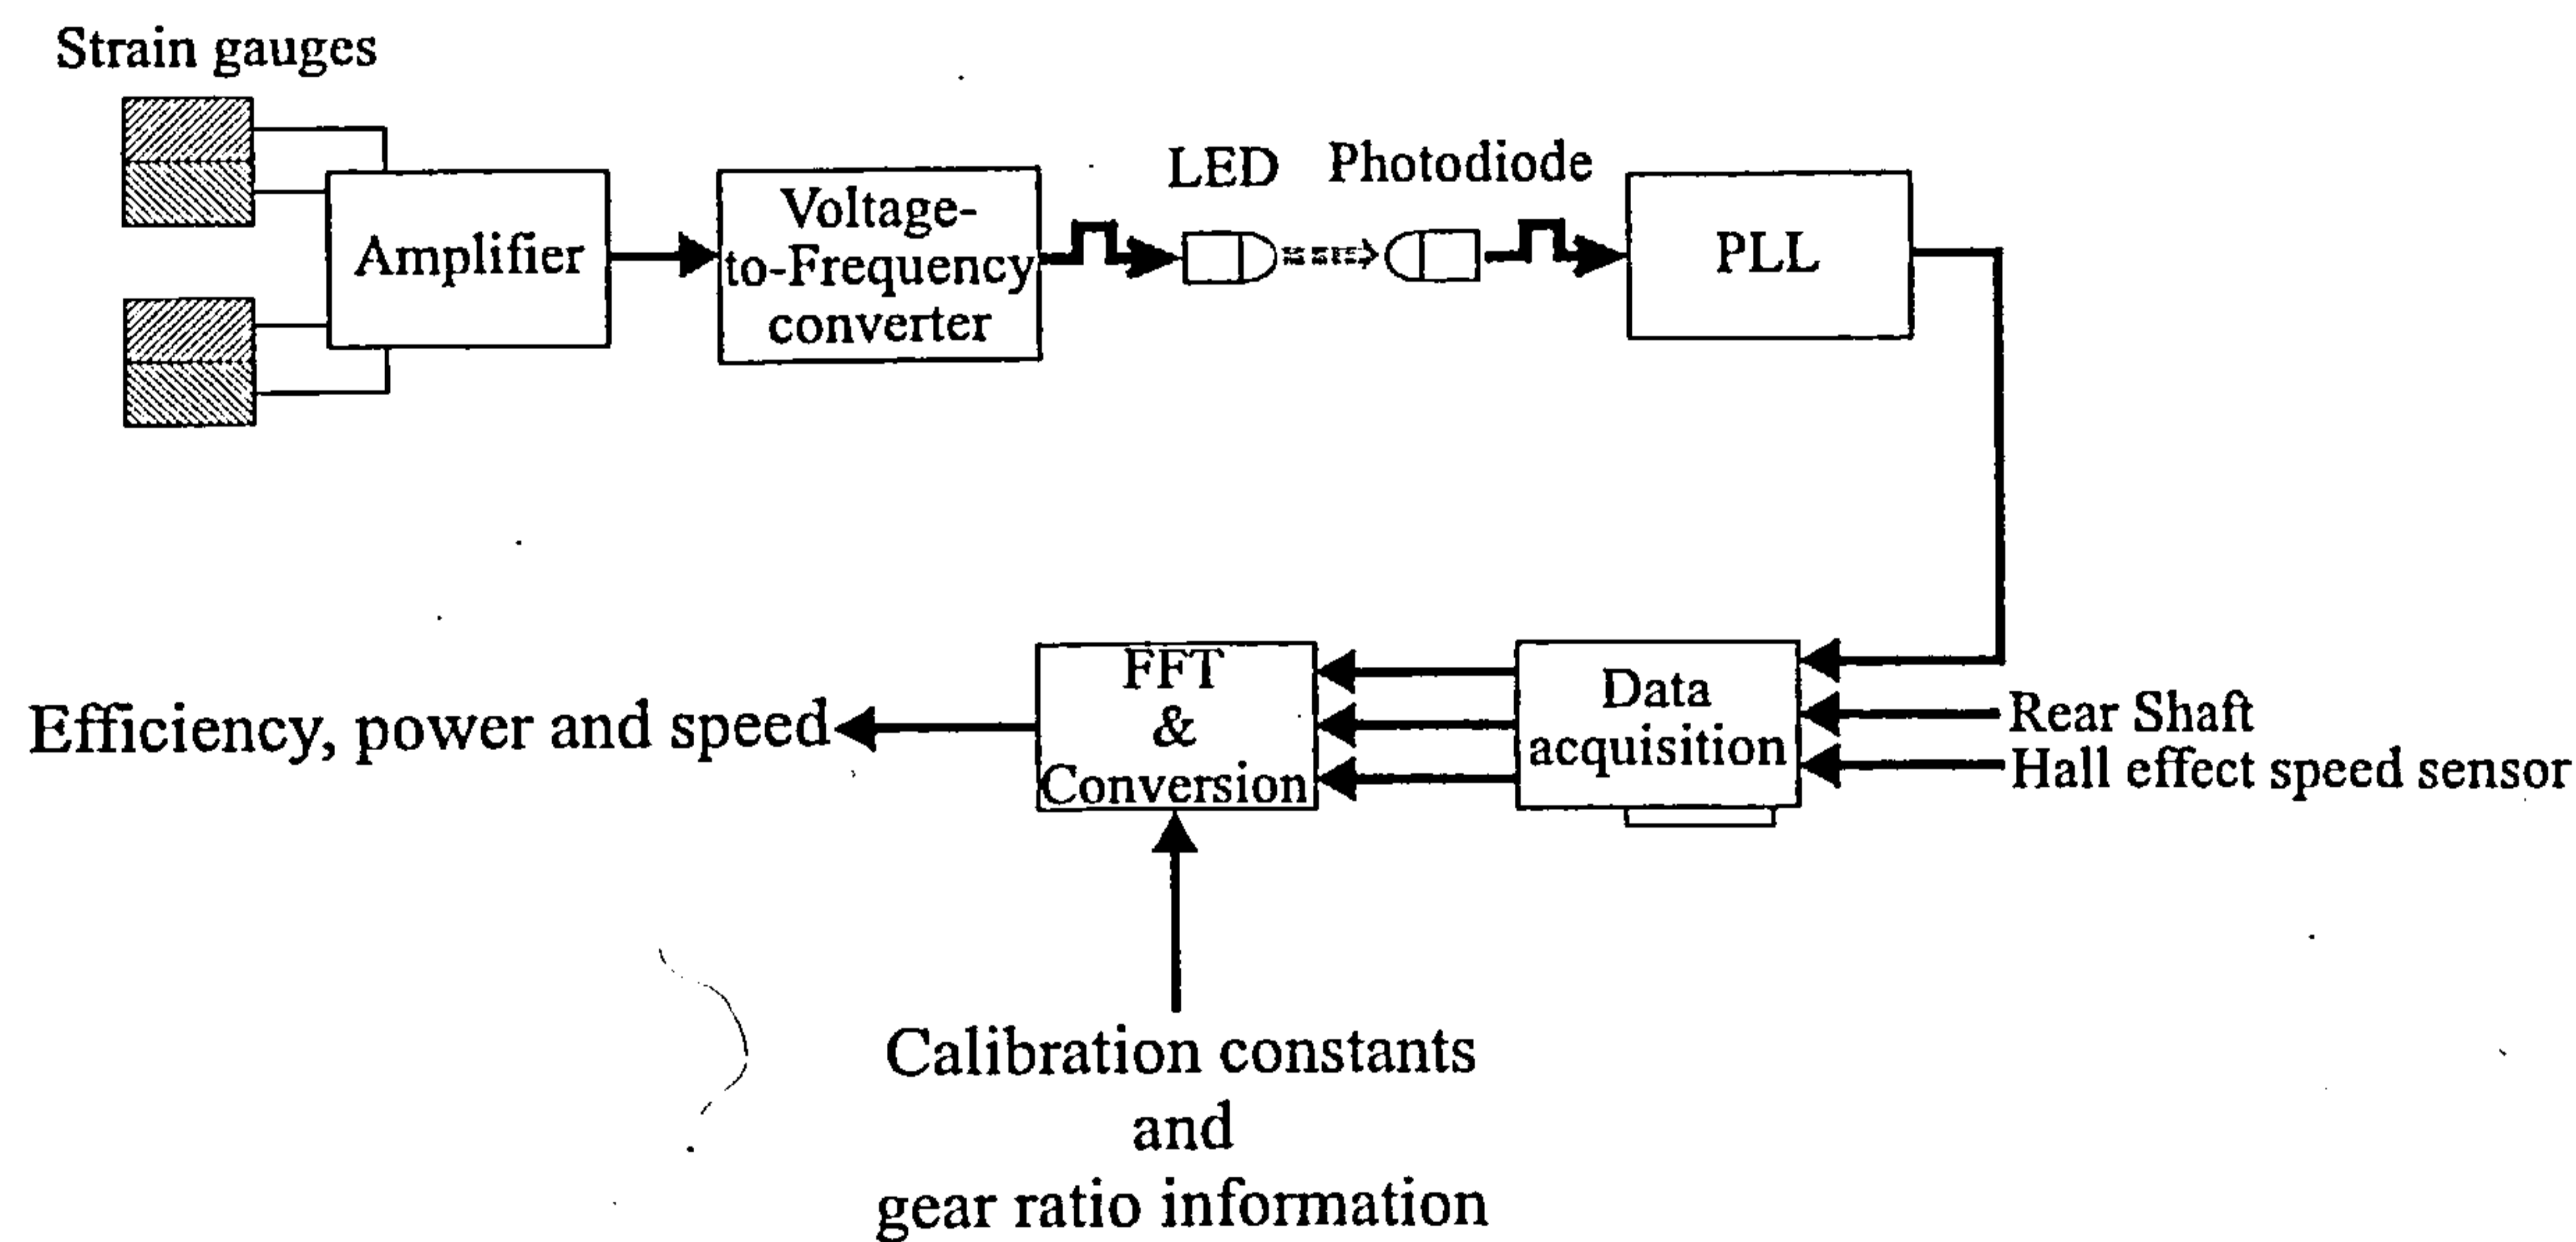 Strain gauges
Amplifier
Voltage-
to-Frequency
converter
LED
Photodiode
PLL
Efficiency, power and speed
FFT
&
Conversion
Data
acquisition
Rear Shaft
Hall effect speed sensor
Calibration constants
and
gear ratio information